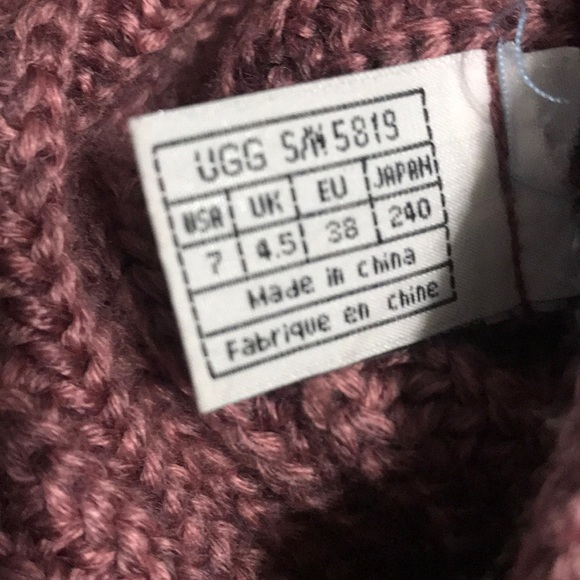 UGG S/N 5819
USA UK EU JAPAN
7 4.5 38 240
Made in China
Fabrique en chine